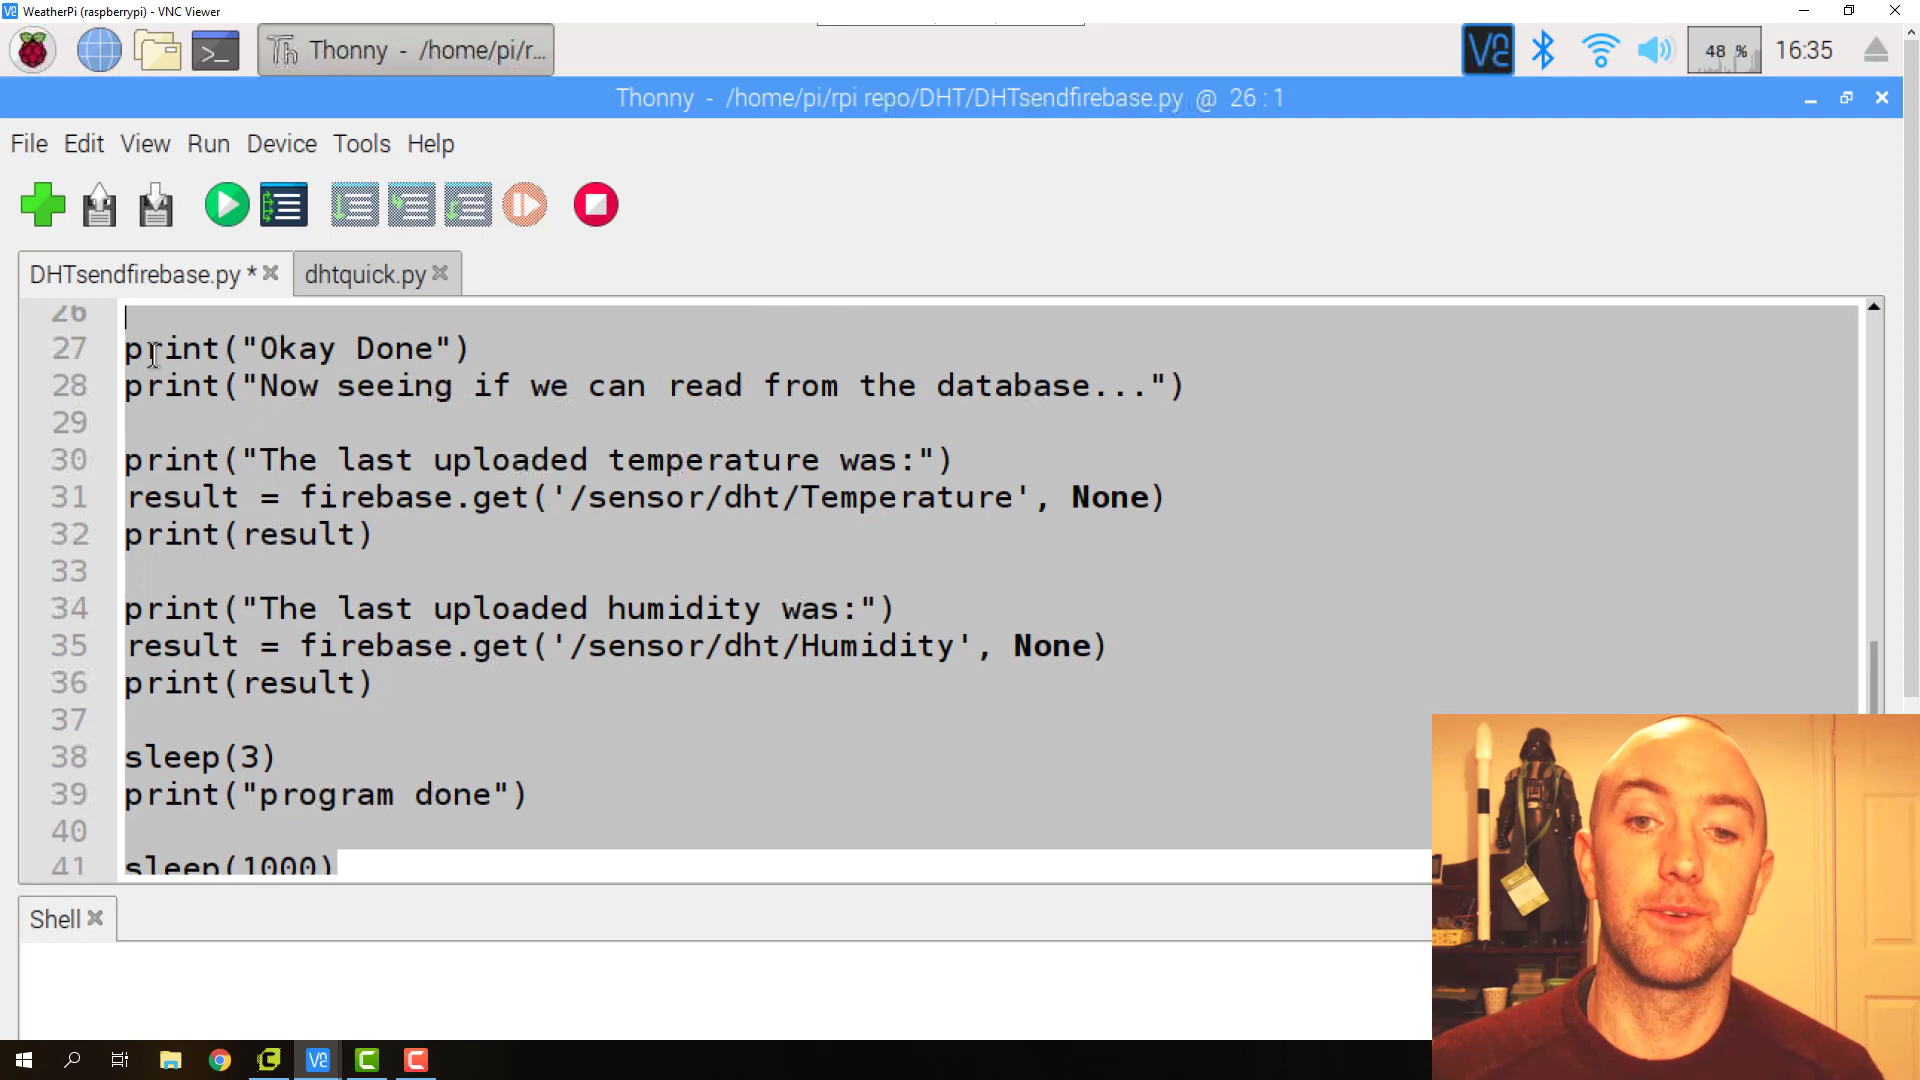 WeatherPi (raspberrypi) - VNC Viewer
Thonny - /home/pi/r...
48 %
16:35
Thonny - /home/pi/rpi repo/DHT/DHTsendfirebase.py @ 26 : 1
File Edit View Run Device Tools Help
DHTsendfirebase.py *
dhtquick.py
26
27 print("Okay Done")
28 print("Now seeing if we can read from the database...")
29
30 print("The last uploaded temperature was:")
31 result = firebase.get('/sensor/dht/Temperature', None)
32 print(result)
33
34 print("The last uploaded humidity was:")
35 result = firebase.get('/sensor/dht/Humidity', None)
36 print(result)
37
38 sleep(3)
39 print("program done")
40
41 sleep(1000)
Shell